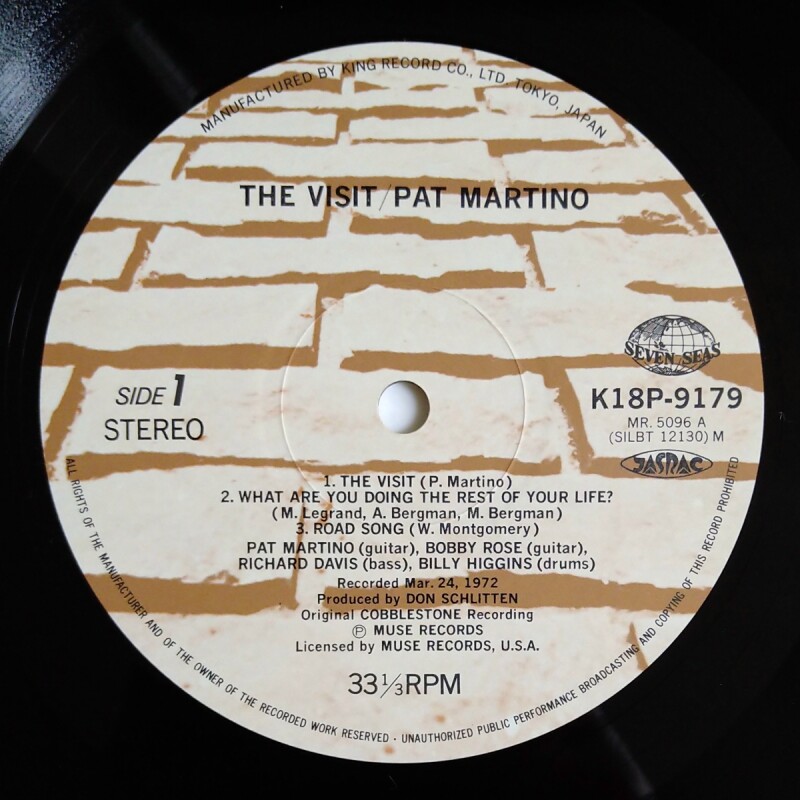 MANUFACTURED BY KING RECORD CO., LTD. TOKYO, JAPAN
THE VISIT/PAT MARTINO
SEVEN SEAS
SIDE 1
STEREO
K18P-9179
MR. 5096 A
(SILBT 12130) M
JASRAC
1. THE VISIT (P. Martino)
2. WHAT ARE YOU DOING THE REST OF YOUR LIFE?
(M. Legrand, A. Bergman, M. Bergman)
3. ROAD SONG (W. Montgomery)
PAT MARTINO (guitar), BOBBY ROSE (guitar),
RICHARD DAVIS (bass), BILLY HIGGINS (drums)
Recorded Mar. 24, 1972
Produced by DON SCHLITTEN
Original COBBLESTONE Recording
℗ MUSE RECORDS
Licensed by MUSE RECORDS, U.S.A.
33 1/3 RPM
ALL RIGHTS OF THE MANUFACTURER AND OF THE OWNER OF THE RECORDED WORK RESERVED · UNAUTHORIZED PUBLIC PERFORMANCE BROADCASTING AND COPYING OF THIS RECORD PROHIBITED